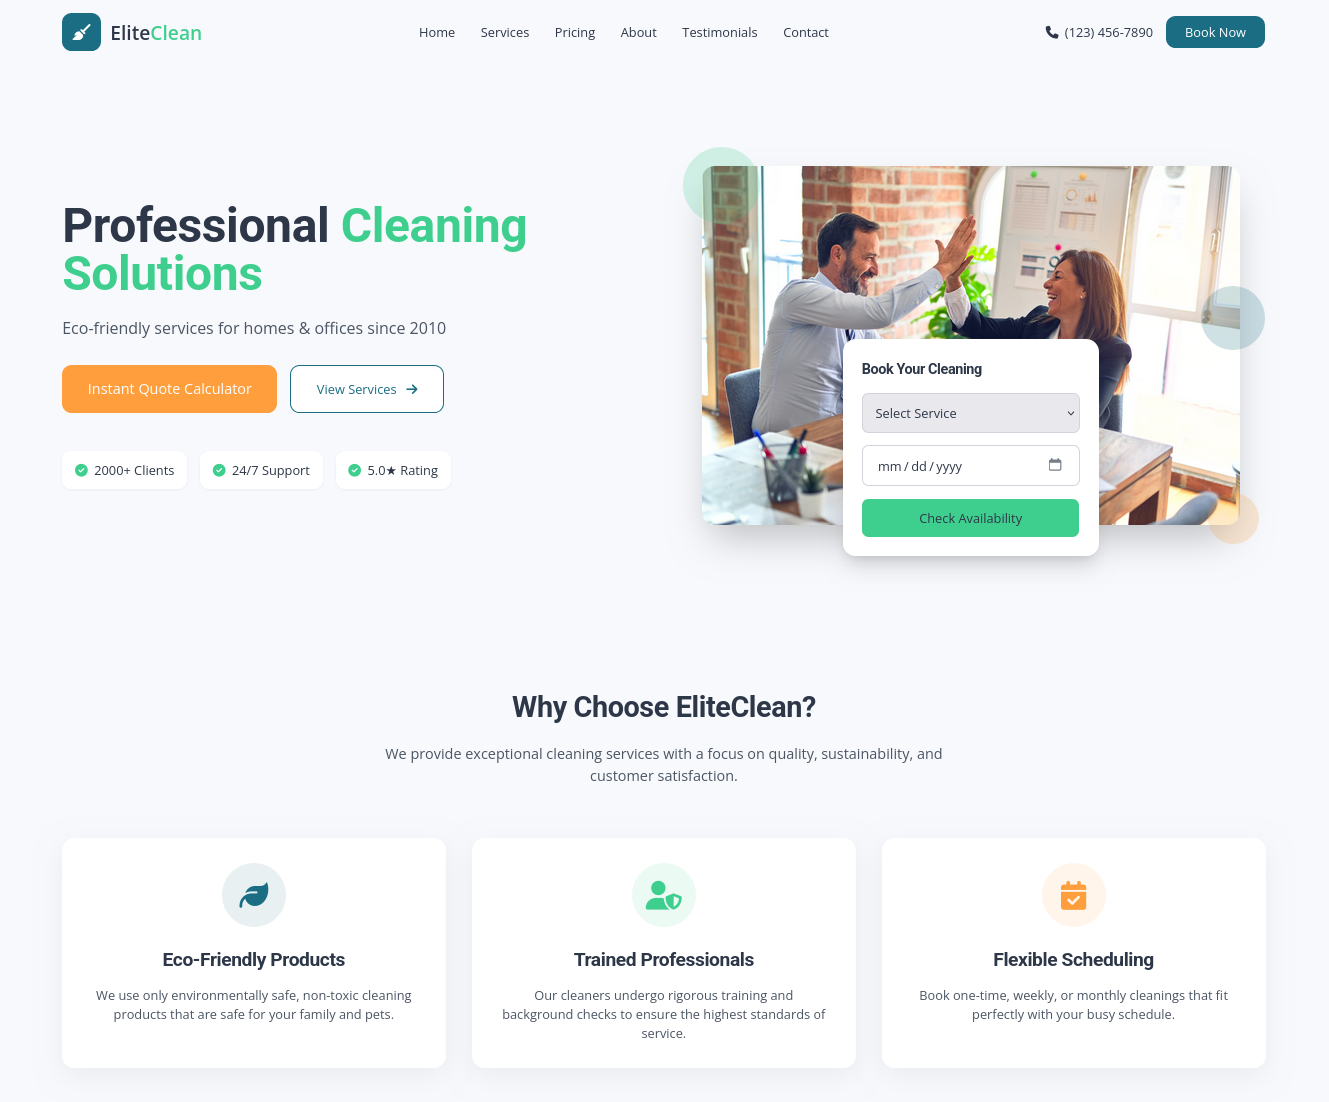 EliteClean
Home
Services
Pricing
About
Testimonials
Contact
(123) 456-7890
Book Now
Professional Cleaning
Solutions
Eco-friendly services for homes & offices since 2010
Instant Quote Calculator
View Services
2000+ Clients
24/7 Support
5.0★ Rating
Book Your Cleaning
Select Service
mm/dd/yyyy
Check Availability
Why Choose EliteClean?
We provide exceptional cleaning services with a focus on quality, sustainability, and
customer satisfaction.
Eco-Friendly Products
We use only environmentally safe, non-toxic cleaning
products that are safe for your family and pets.
Trained Professionals
Our cleaners undergo rigorous training and
background checks to ensure the highest standards of
service.
Flexible Scheduling
Book one-time, weekly, or monthly cleanings that fit
perfectly with your busy schedule.